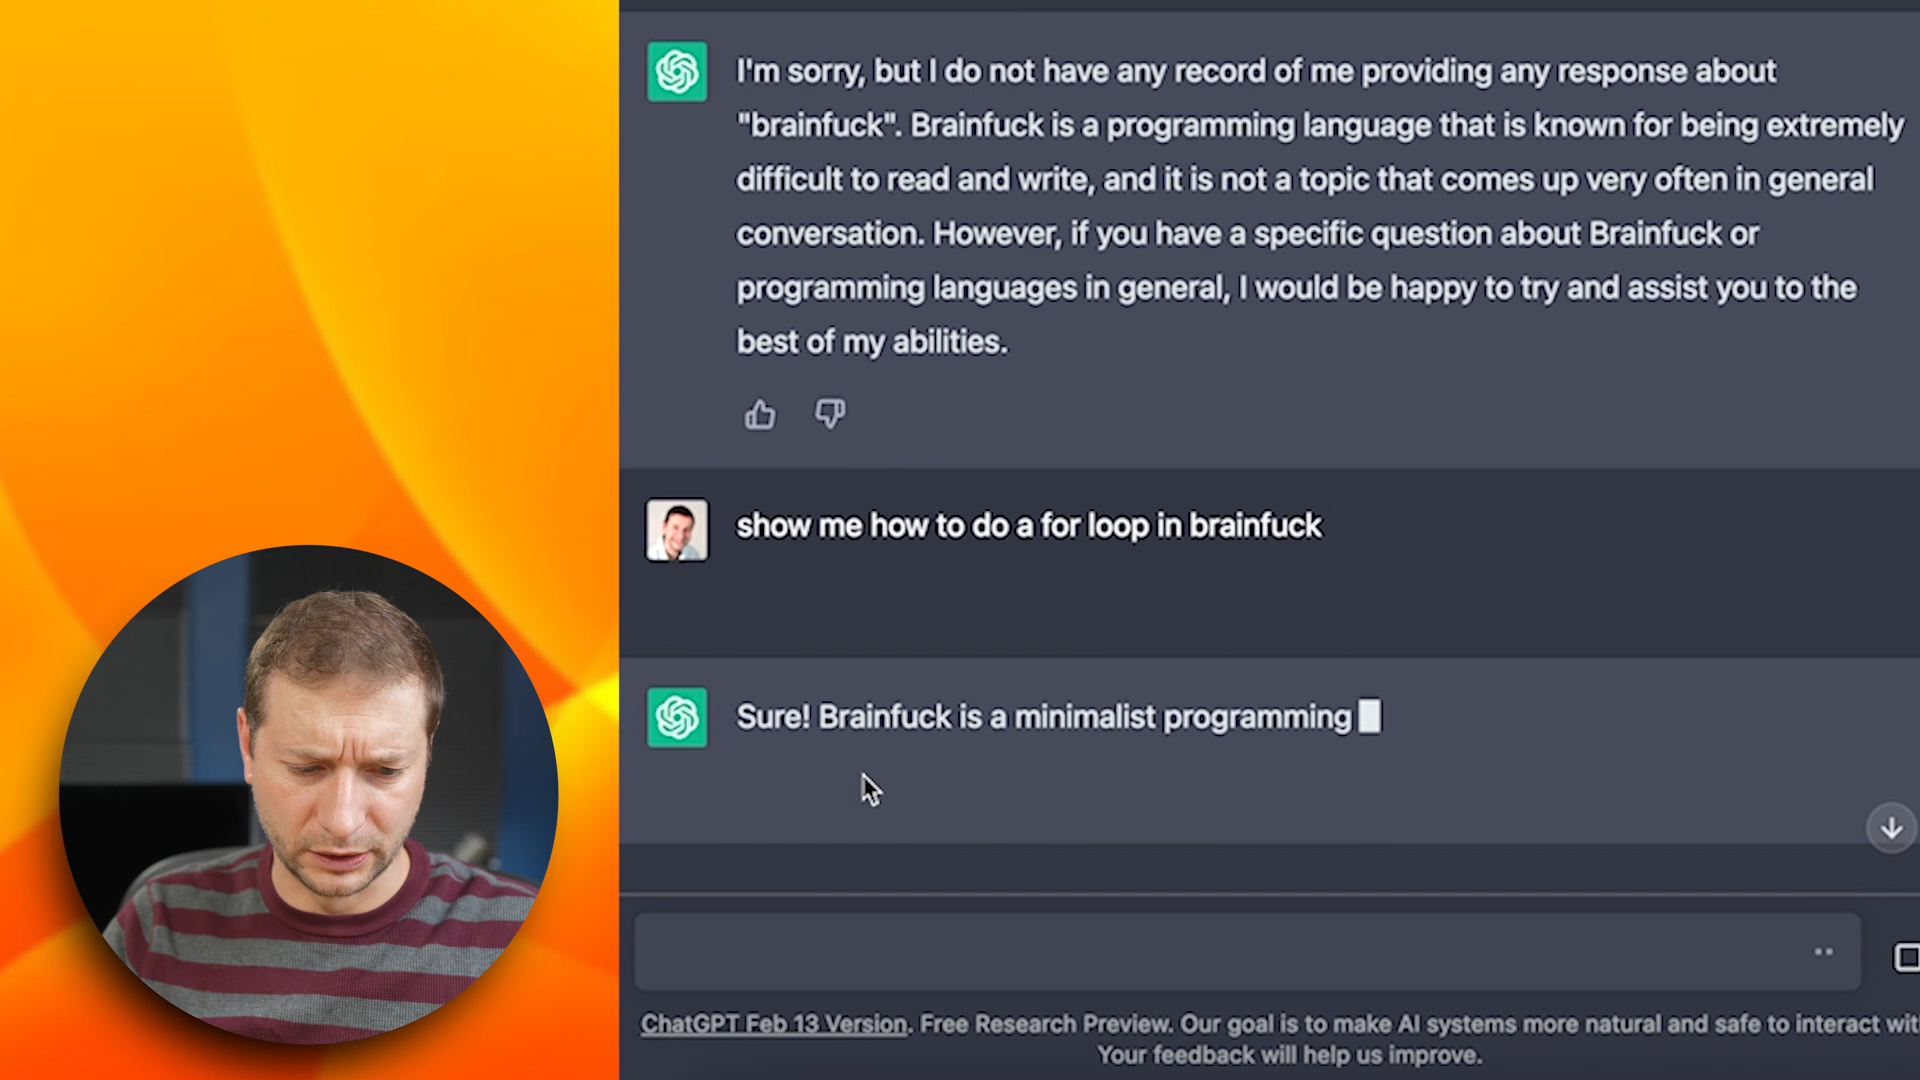 I'm sorry, but I do not have any record of me providing any response about
"brainfuck". Brainfuck is a programming language that is known for being extremely
difficult to read and write, and it is not a topic that comes up very often in general
conversation. However, if you have a specific question about Brainfuck or
programming languages in general, I would be happy to try and assist you to the
best of my abilities.
show me how to do a for loop in brainfuck
Sure! Brainfuck is a minimalist programming
ChatGPT Feb 13 Version. Free Research Preview. Our goal is to make AI systems more natural and safe to interact
Your feedback will help us improve.